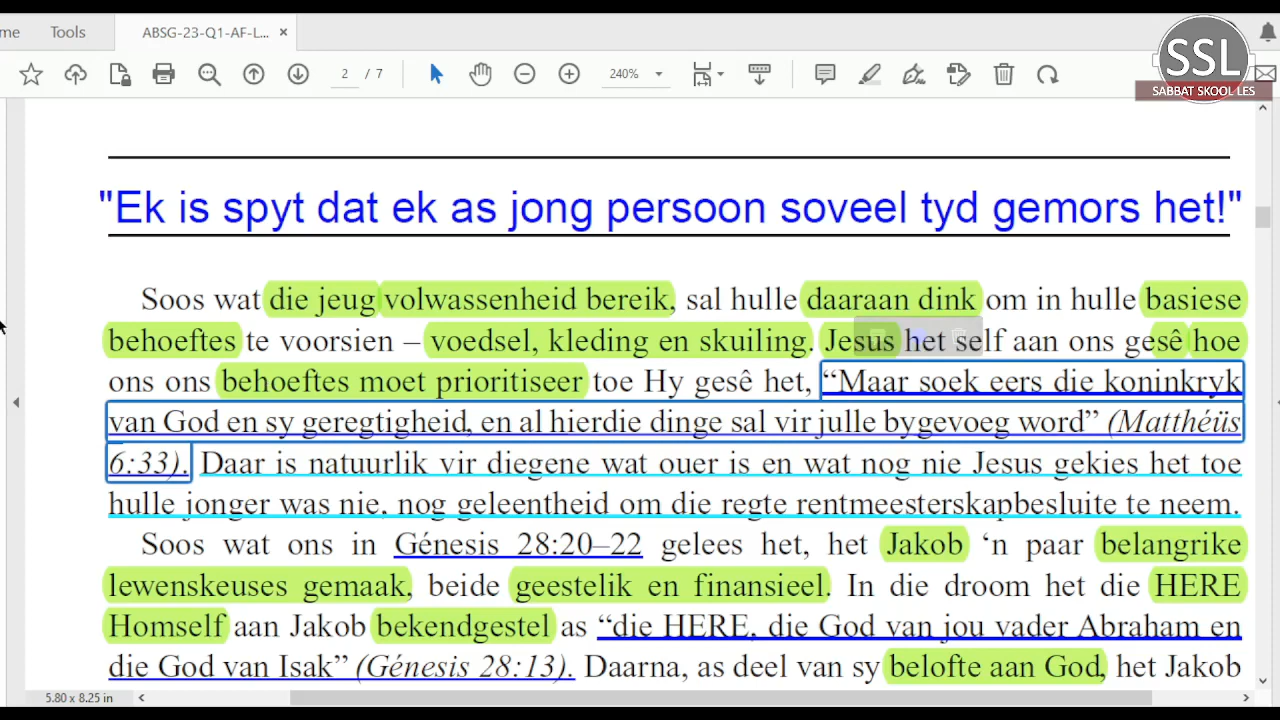 me Tools ABSG-23-Q1-AF-L... ×
2 / 7 240%
SSL
SABBAT SKOOL LES
"Ek is spyt dat ek as jong persoon soveel tyd gemors het!"
Soos wat die jeug volwassenheid bereik, sal hulle daaraan dink om in hulle basiese
behoeftes te voorsien – voedsel, kleding en skuiling. Jesus het self aan ons gesê hoe
ons ons behoeftes moet prioritiseer toe Hy gesê het, “Maar soek eers die koninkryk
van God en sy geregtigheid, en al hierdie dinge sal vir julle bygevoeg word” (Matthéüs
6:33). Daar is natuurlik vir diegene wat ouer is en wat nog nie Jesus gekies het toe
hulle jonger was nie, nog geleentheid om die regte rentmeesterskapbesluite te neem.
Soos wat ons in Génesis 28:20–22 gelees het, het Jakob ‘n paar belangrike
lewenskeuses gemaak, beide geestelik en finansieel. In die droom het die HERE
Homself aan Jakob bekendgestel as “die HERE, die God van jou vader Abraham en
die God van Isak” (Génesis 28:13). Daarna, as deel van sy belofte aan God, het Jakob
5.80 x 8.25 in